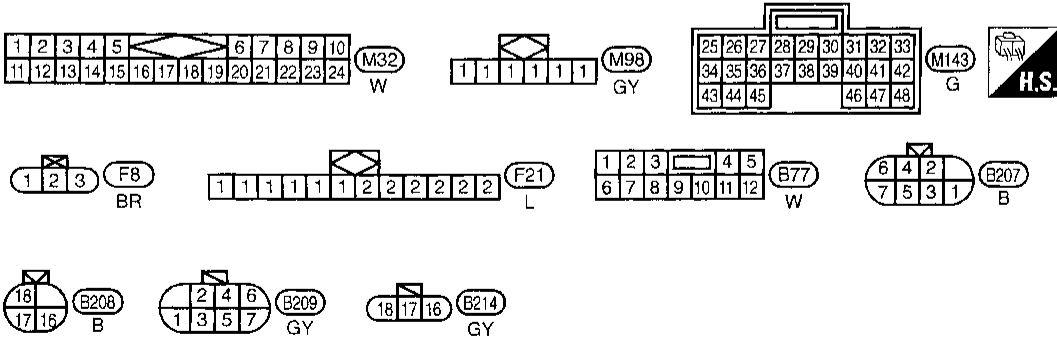 1 2 3 4 5 6 7 8 9 10
11 12 13 14 15 16 17 18 19 20 21 22 23 24
M32
W
1 1 1 1 1 1
M98
GY
25 26 27 28 29 30 31 32 33
34 35 36 37 38 39 40 41 42
43 44 45 46 47 48
M143
G
H.S.
1 2 3
F8
BR
1 1 1 1 1 1 2 2 2 2 2 2
F21
L
1 2 3 4 5
6 7 8 9 10 11 12
B77
W
6 4 2
7 5 3 1
B207
B
18
17 16
B208
B
2 4 6
1 3 5 7
B209
GY
18 17 16
B214
GY